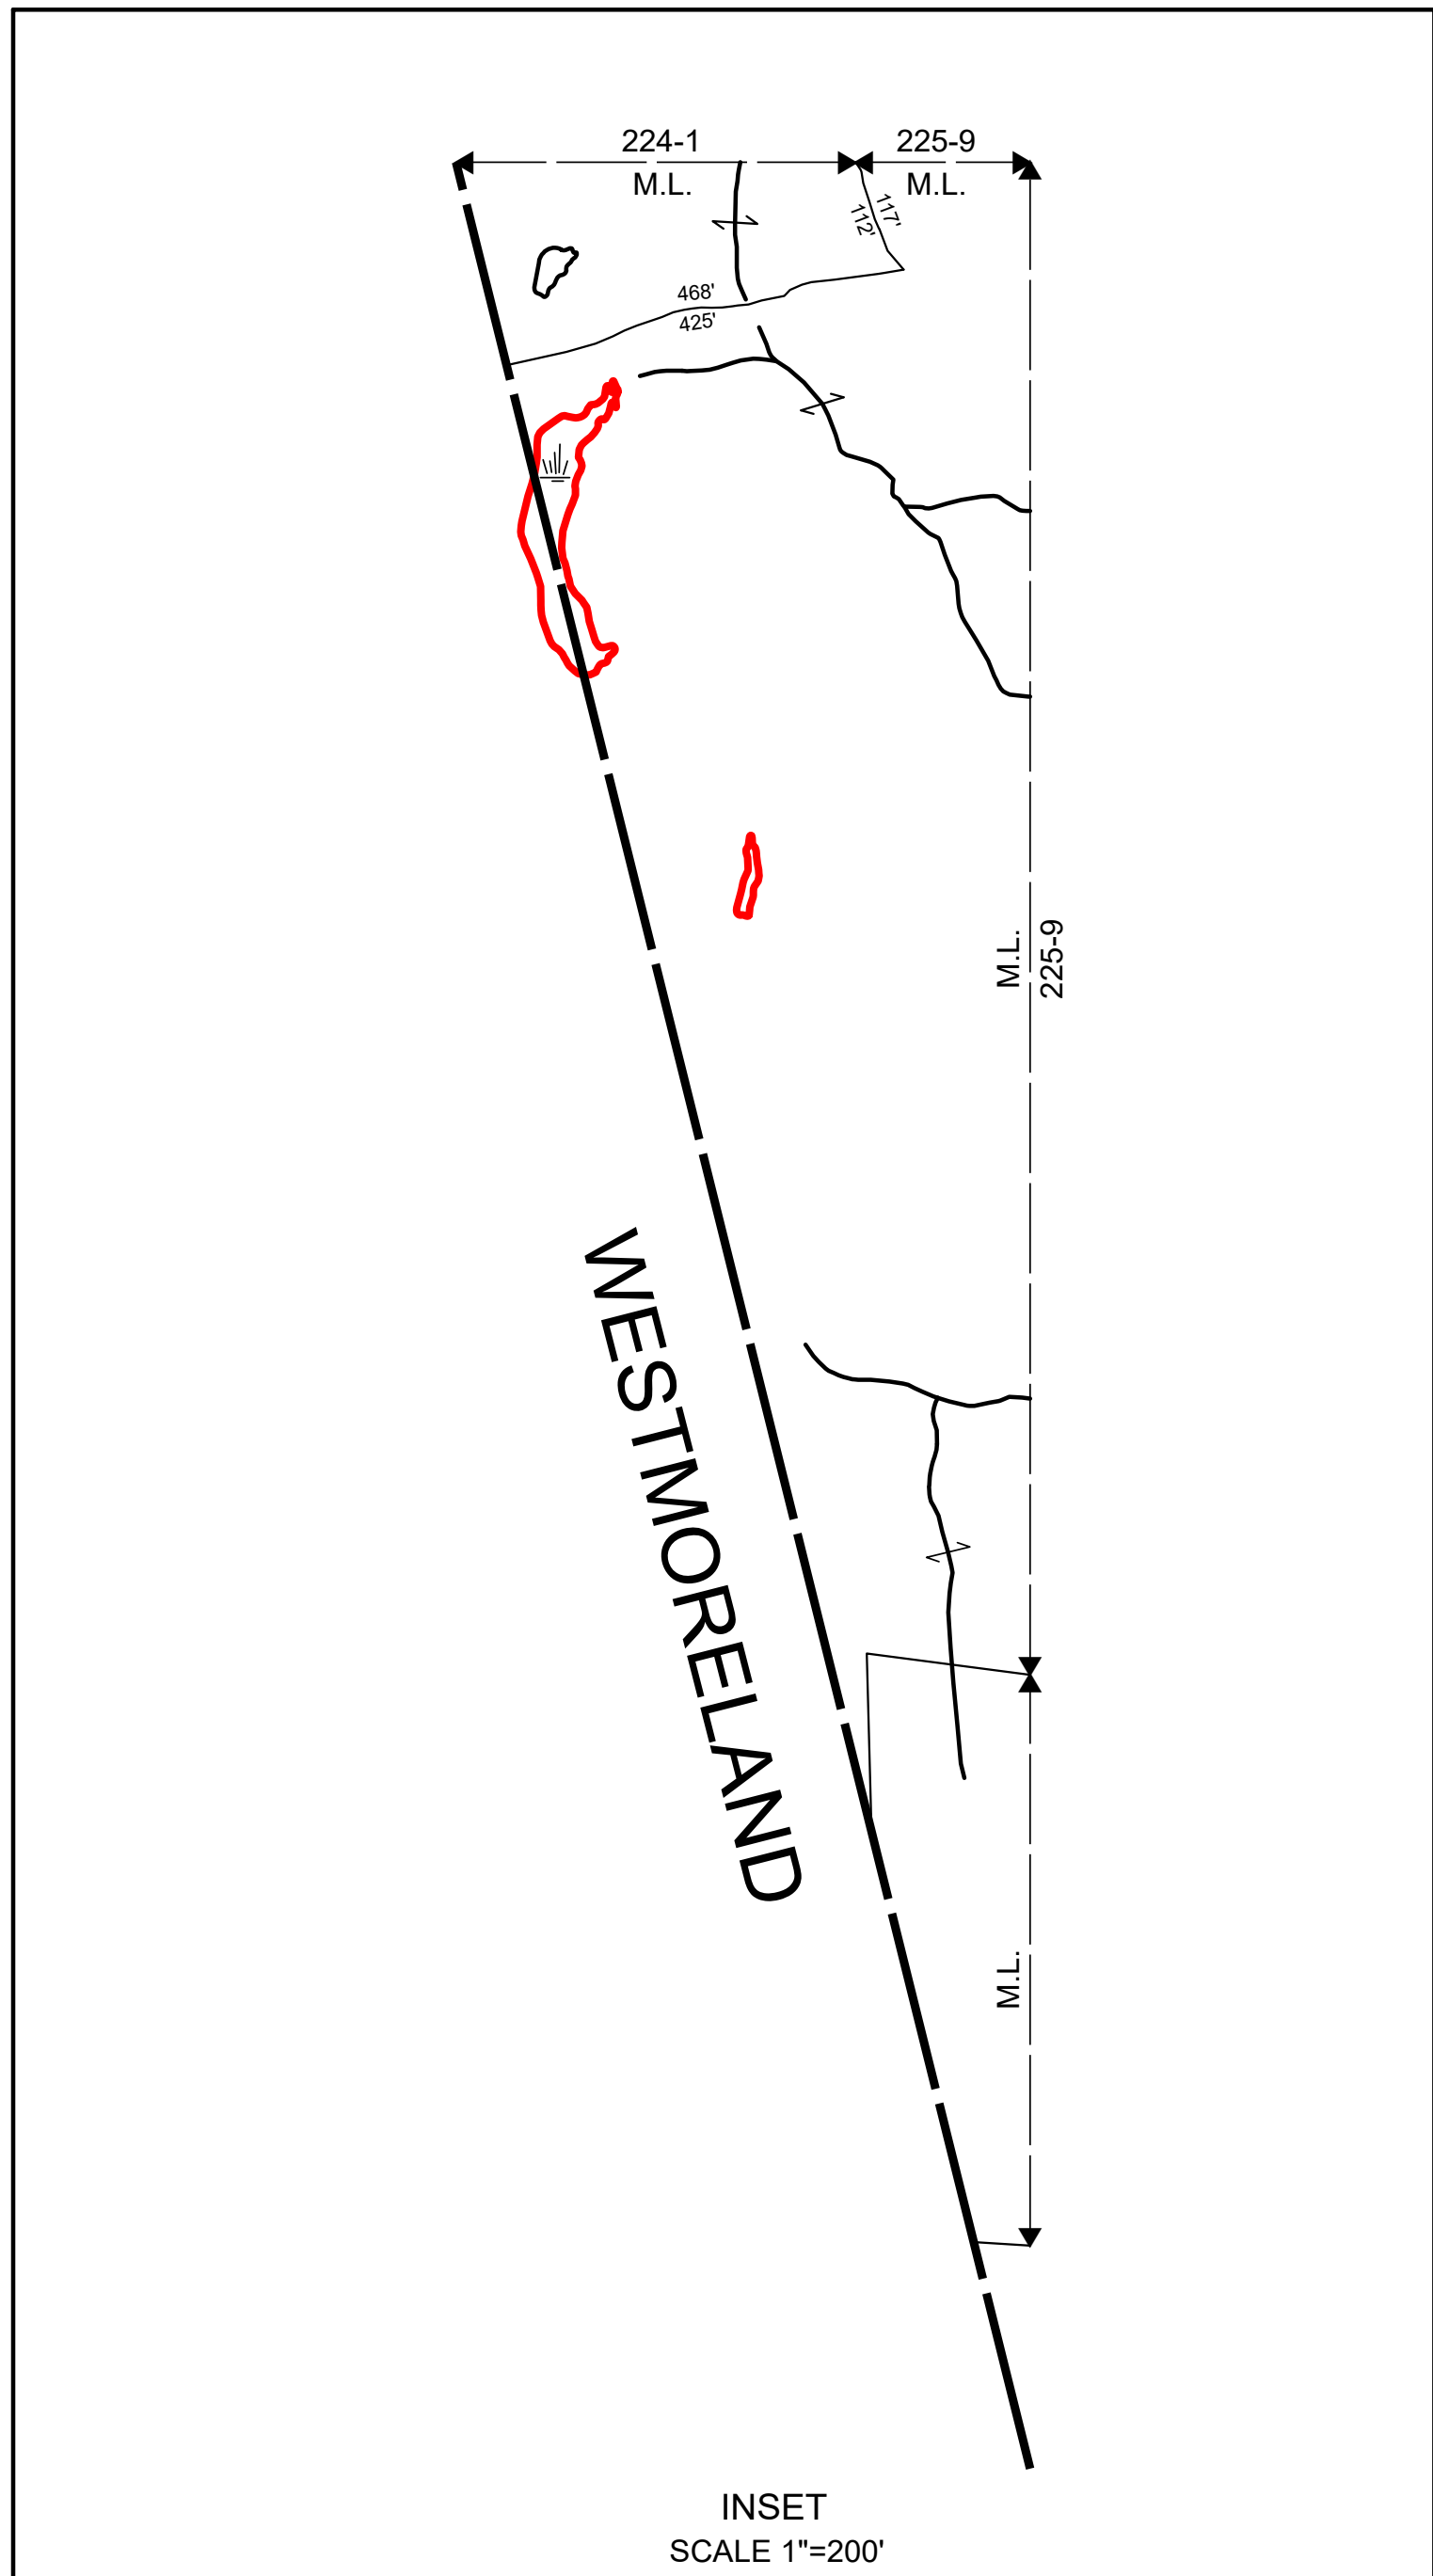 224-1
225-9
M.L.
M.L.
117'
112'
468'
425'
M.L.
225-9
WESTMORELAND
M.L.
INSET
SCALE 1"=200'